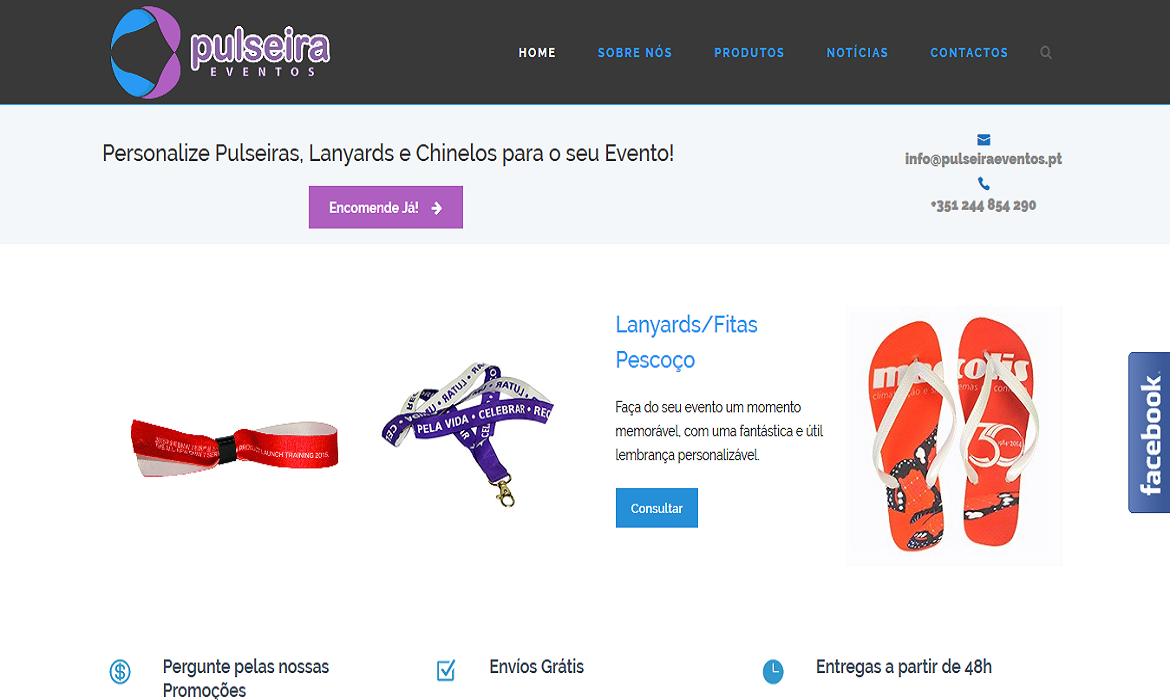 pulseira
EVENTOS
HOME
SOBRE NÓS
PRODUTOS
NOTÍCIAS
CONTACTOS
Personalize Pulseiras, Lanyards e Chinelos para o seu Evento!
Encomende Já!
info@pulseiraeventos.pt
+351 244 854 290
LAUNCH TRAINING 2015.
PELA VIDA • CELEBRAR •
LUTAR
Lanyards/Fitas
Pescoço
Faça do seu evento um momento
memorável, com uma fantástica e útil
lembrança personalizável.
Consultar
facebook
Pergunte pelas nossas
Promoções
Envíos Grátis
Entregas a partir de 48h